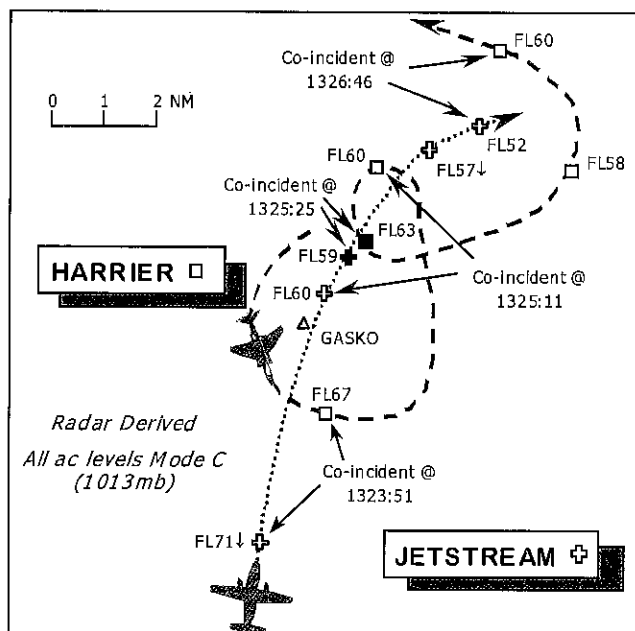 FL60
Co-incident @
1326:46
0 1 2 NM
FL52
FL60
FL57↓
FL58
Co-incident @
1325:25
FL63
HARRIER
FL59
Co-incident @
1325:11
FL60
GASKO
FL67
Radar Derived
All ac levels Mode C
(1013mb)
Co-incident @
1323:51
FL71↓
JETSTREAM